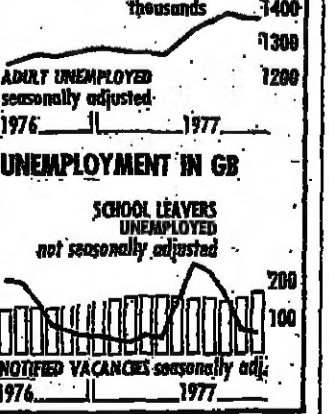 thousands 1400
1300
1200
ADULT UNEMPLOYED
seasonally adjusted
1976 1977
UNEMPLOYMENT IN GB
SCHOOL LEAVERS
UNEMPLOYED
not seasonally adjusted
200
100
NOTIFIED VACANCIES seasonally adj.
1976 1977